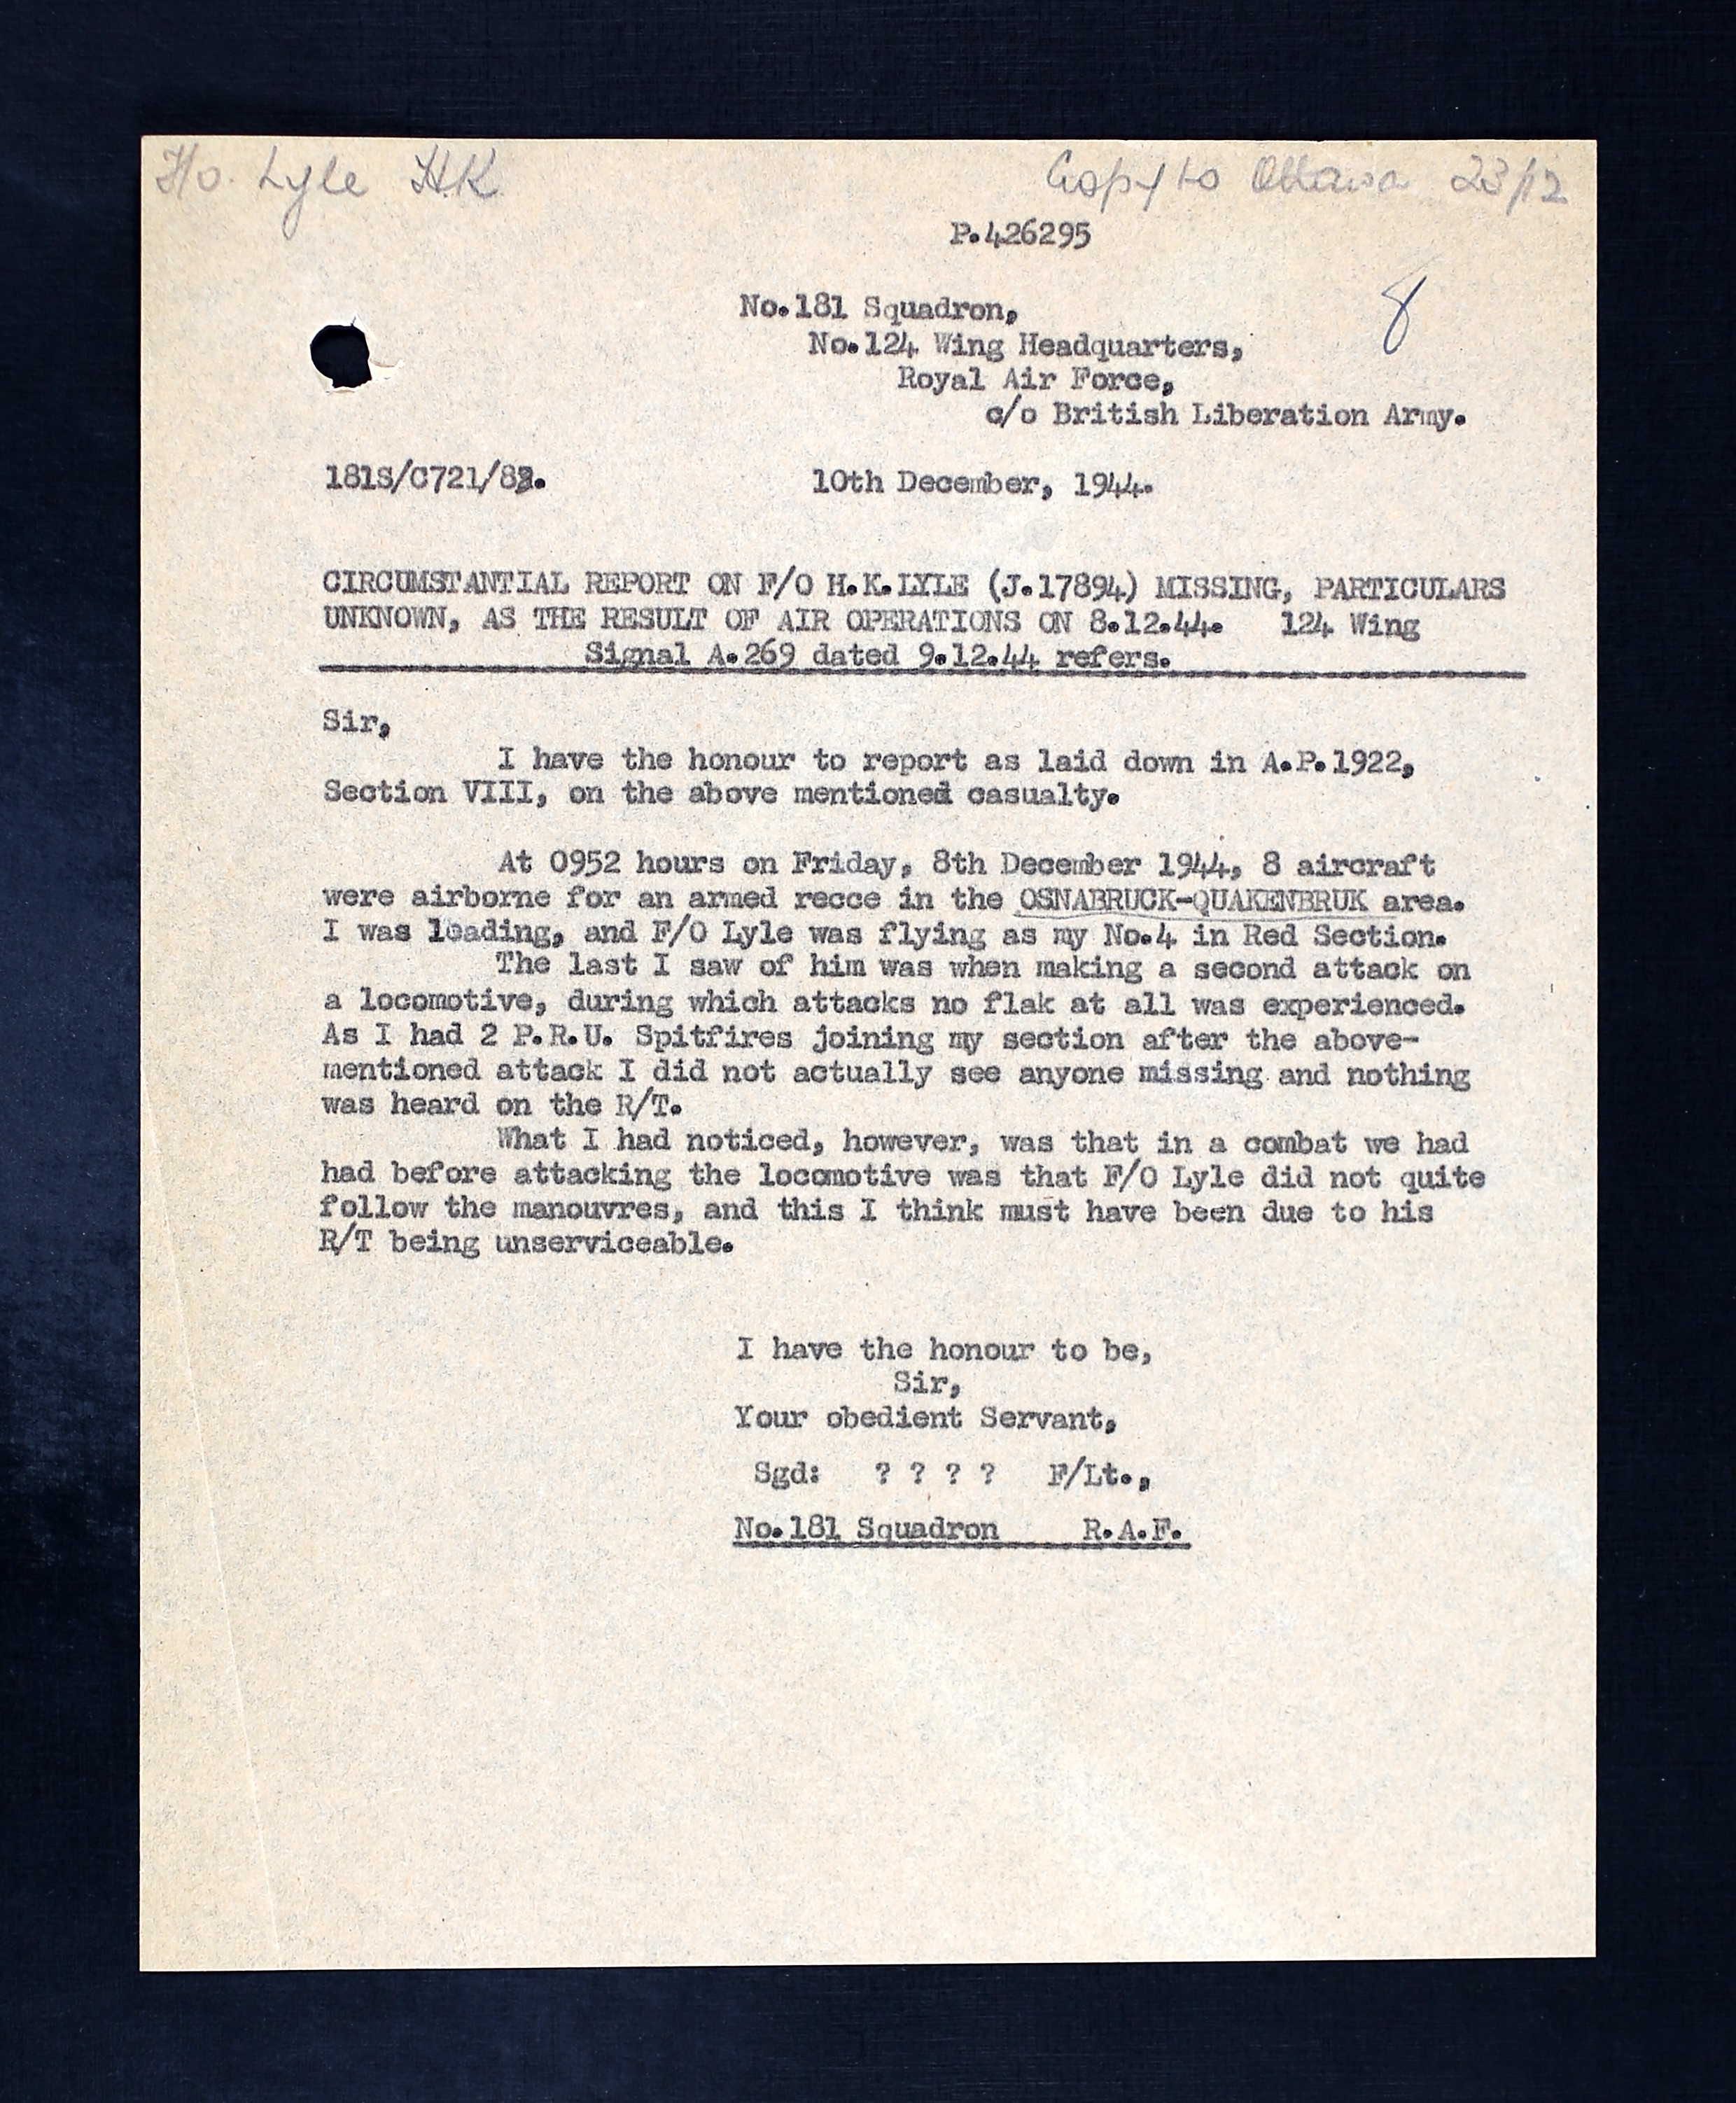 F/o. Lyle H.K
Copy to Ottawa 23/12
P.426295
8
No.181 Squadron,
No.124 Wing Headquarters,
Royal Air Force,
c/o British Liberation Army.
181S/C721/82.
10th December, 1944.
CIRCUMSTANTIAL REPORT ON F/O H.K.LYLE (J.17894) MISSING, PARTICULARS
UNKNOWN, AS THE RESULT OF AIR OPERATIONS ON 8.12.44. 124 Wing
Signal A.269 dated 9.12.44 refers.
Sir,
I have the honour to report as laid down in A.P.1922,
Section VIII, on the above mentioned casualty.
At 0952 hours on Friday, 8th December 1944, 8 aircraft
were airborne for an armed recce in the OSNABRUCK-QUAKENBRUK area.
I was leading, and F/O Lyle was flying as my No.4 in Red Section.
The last I saw of him was when making a second attack on
a locomotive, during which attacks no flak at all was experienced.
As I had 2 P.R.U. Spitfires joining my section after the above-
mentioned attack I did not actually see anyone missing and nothing
was heard on the R/T.
What I had noticed, however, was that in a combat we had
had before attacking the locomotive was that F/O Lyle did not quite
follow the manouvres, and this I think must have been due to his
R/T being unserviceable.
I have the honour to be,
Sir,
Your obedient Servant,
Sgd: ? ? ? ? F/Lt.,
No.181 Squadron R.A.F.